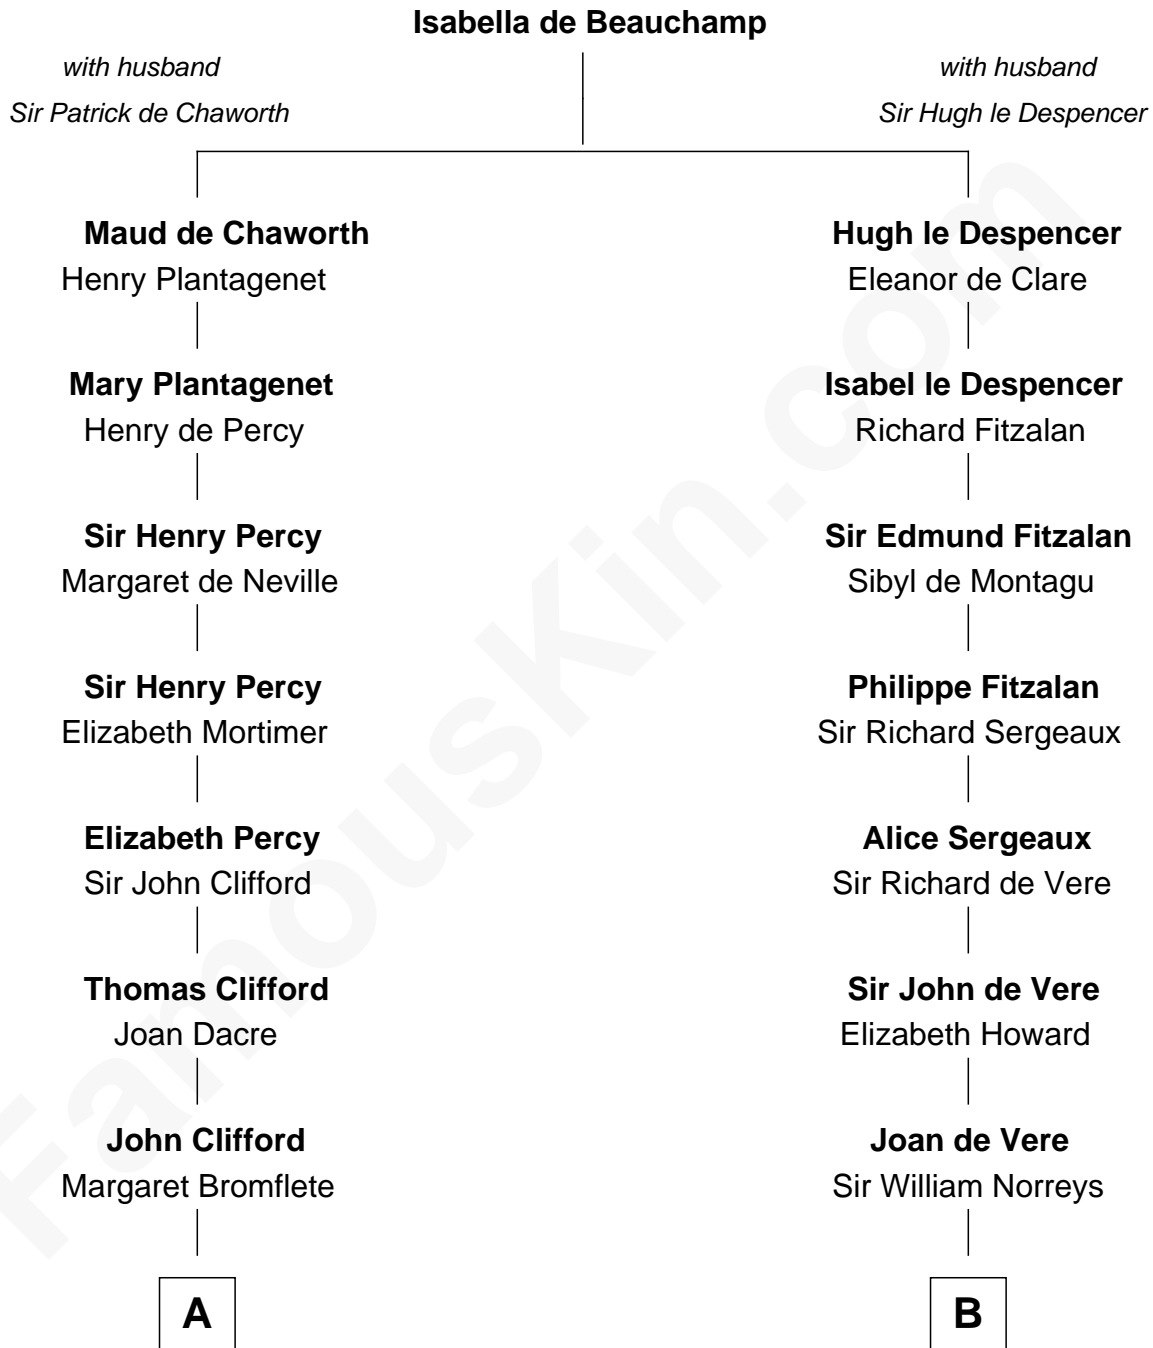 Isabella de Beauchamp
with husband
Sir Patrick de Chaworth
with husband
Sir Hugh le Despencer
Maud de Chaworth
Henry Plantagenet
Hugh le Despencer
Eleanor de Clare
Mary Plantagenet
Henry de Percy
Isabel le Despencer
Richard Fitzalan
Sir Henry Percy
Margaret de Neville
Sir Edmund Fitzalan
Sibyl de Montagu
Sir Henry Percy
Elizabeth Mortimer
Philippe Fitzalan
Sir Richard Sergeaux
Elizabeth Percy
Sir John Clifford
Alice Sergeaux
Sir Richard de Vere
Thomas Clifford
Joan Dacre
Sir John de Vere
Elizabeth Howard
John Clifford
Margaret Bromflete
Joan de Vere
Sir William Norreys
A
B
FamousKin.com